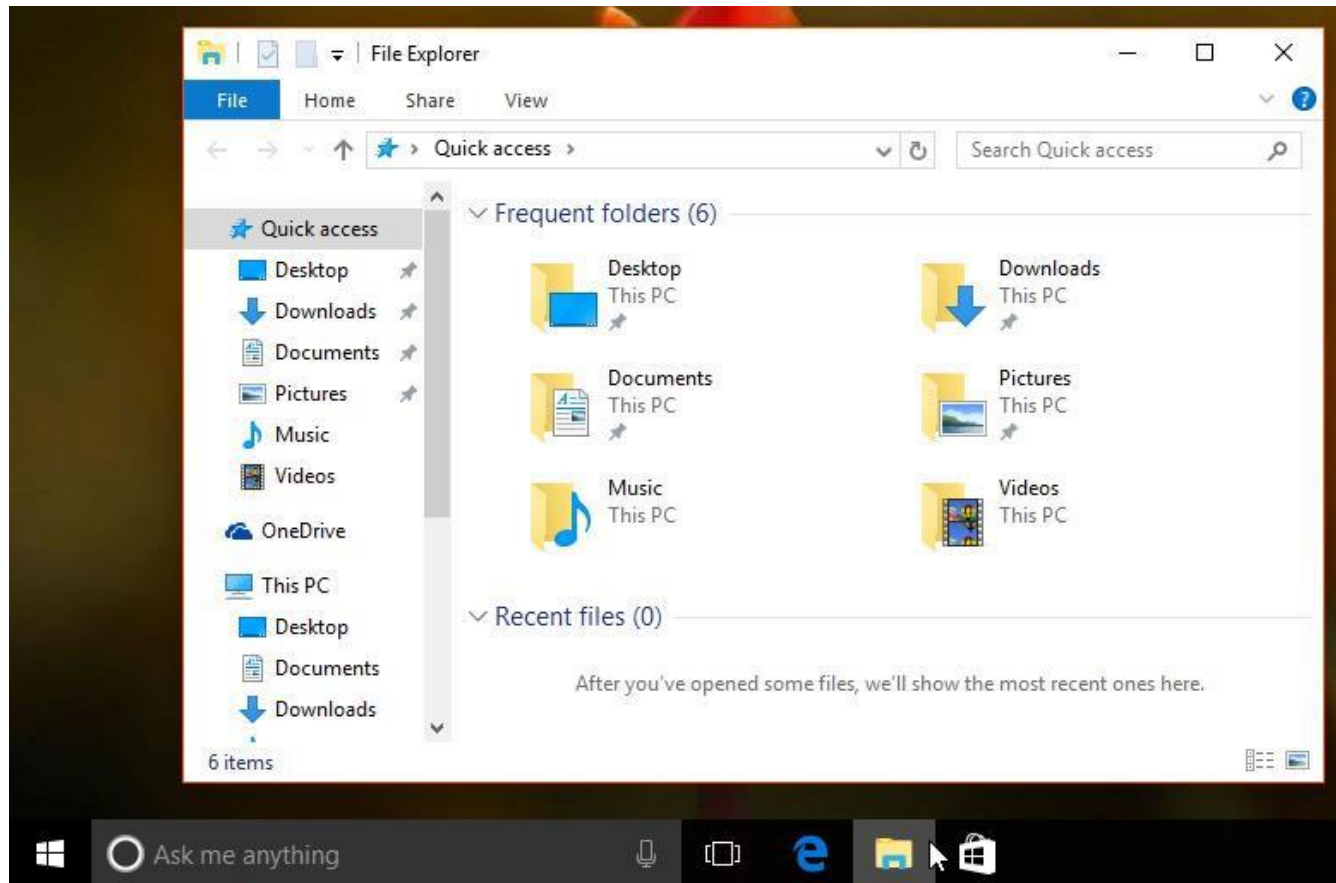 File Explorer
File Home Share View
Quick access
Search Quick access
Quick access
Desktop
Downloads
Documents
Pictures
Music
Videos
OneDrive
This PC
Desktop
Documents
Downloads
Frequent folders (6)
Desktop
This PC
Downloads
This PC
Documents
This PC
Pictures
This PC
Music
This PC
Videos
This PC
Recent files (0)
After you've opened some files, we'll show the most recent ones here.
6 items
Ask me anything